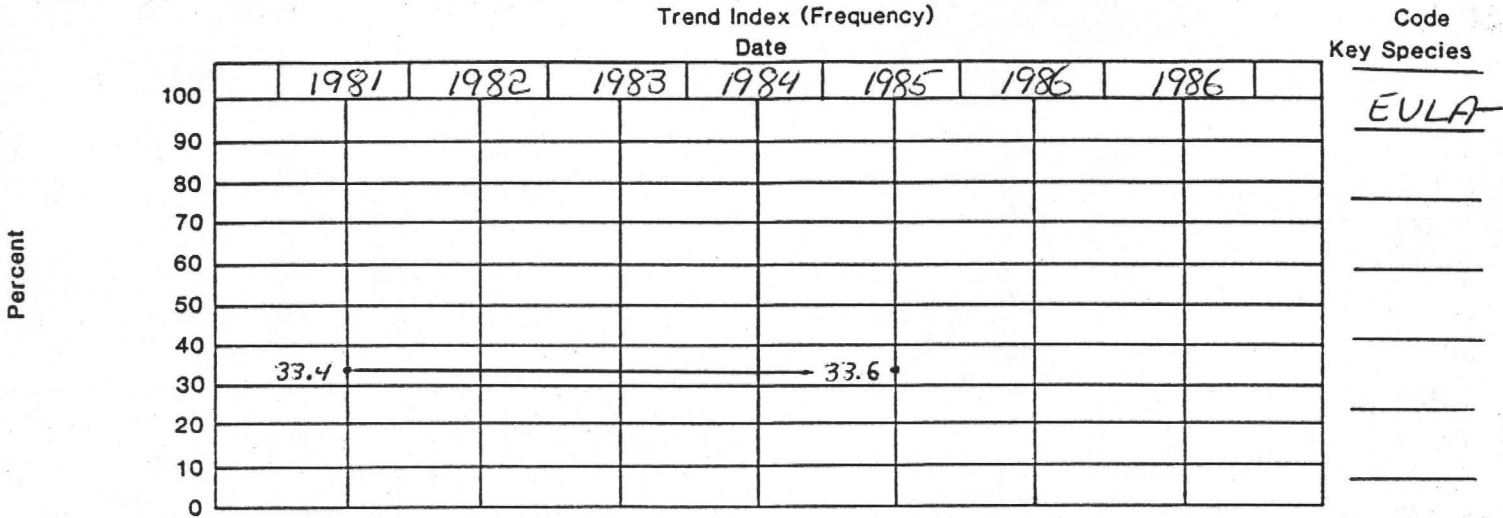 Trend Index (Frequency)
Code
Date
Key Species
1981 1982 1983 1984 1985 1986 1986
EULA
Percent
100
90
80
70
60
50
40
33.4 33.6
30
20
10
0